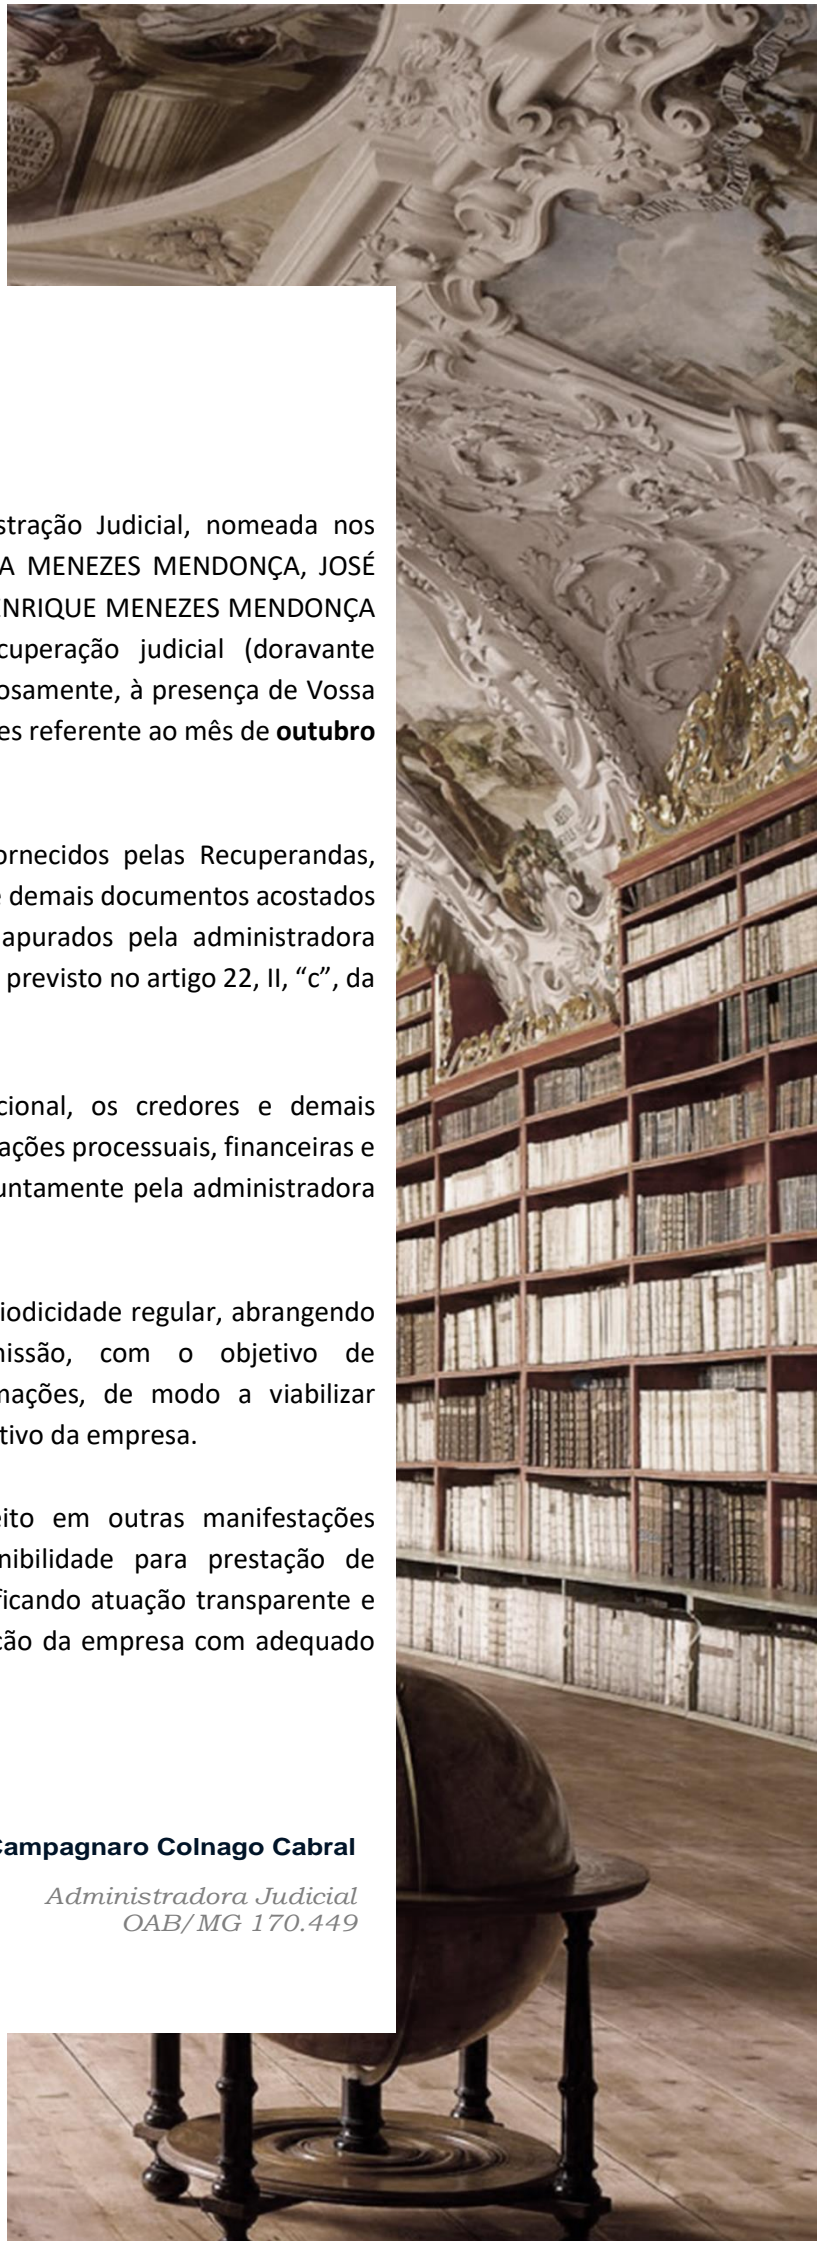 stração Judicial, nomeada nos
A MENEZES MENDONÇA, JOSÉ
ENRIQUE MENEZES MENDONÇA
cuperação judicial (doravante
osamente, à presença de Vossa
es referente ao mês de outubro
ornecidos pelas Recuperandas,
e demais documentos acostados
apurados pela administradora
previsto no artigo 22, II, “c”, da
cional, os credores e demais
ações processuais, financeiras e
untamente pela administradora
iodicidade regular, abrangendo
nissão, com o objetivo de
mações, de modo a viabilizar
tivo da empresa.
eito em outras manifestações
nibilidade para prestação de
ficando atuação transparente e
ção da empresa com adequado
Campagnaro Colnago Cabral
Administradora Judicial
OAB/MG 170.449